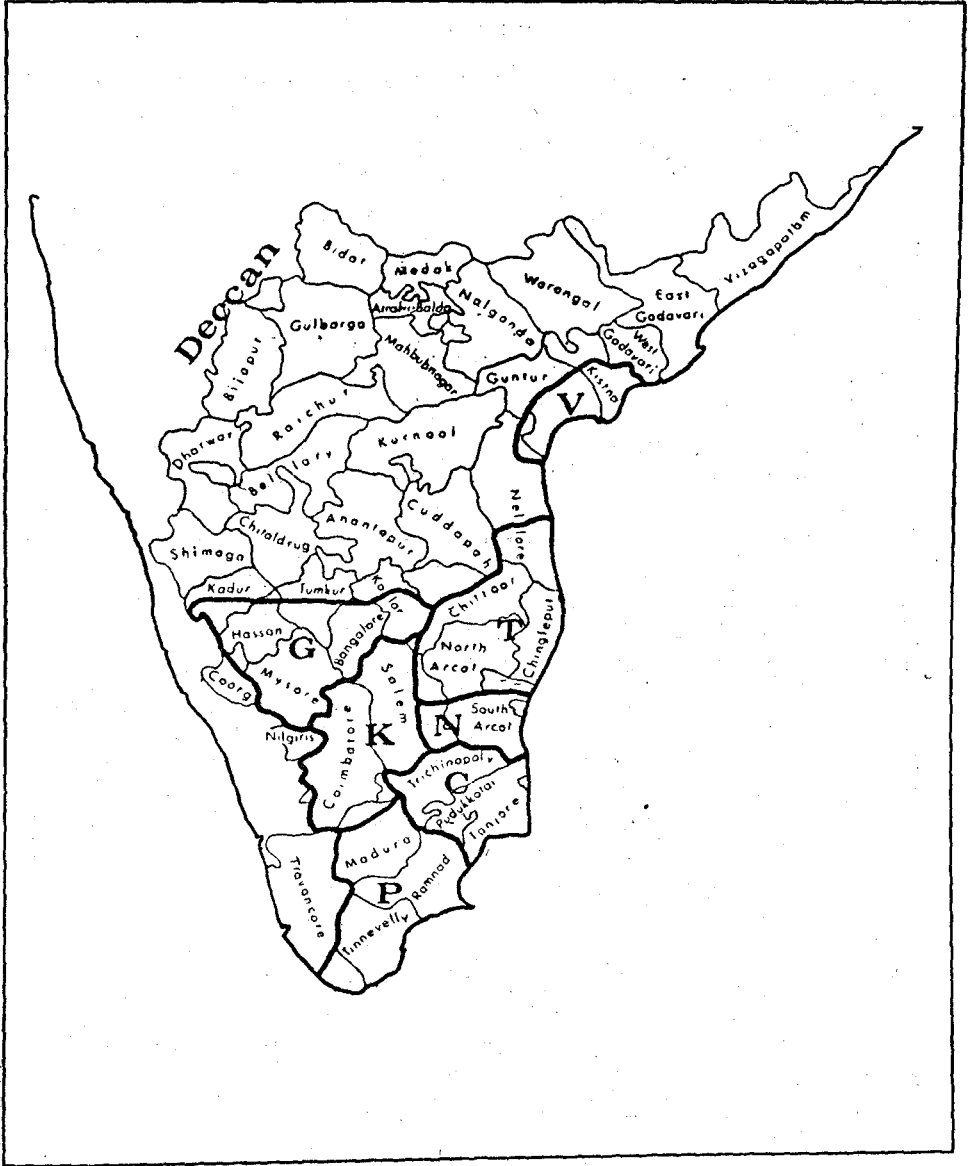 Deccan
Bidar
Medak
Warangal
Vizagapatam
East
Godavari
West
Godavari
Nalganda
Gulbarga
Bijapur
Mahbubnagar
Guntur
Kistna
V
Raichur
Dharwar
Kurnool
Bellary
Nellore
Cuddapah
Anantapur
Chitaldrug
Shimoga
Kadur
Tumkur
Kolar
Chittoor
T
Chingleput
Hassan
G
Bangalore
North
Arcot
Coorg
Mysore
Salem
South
Arcot
N
Nilgiris
K
Coimbatore
Trichinopoly
C
Pudukkotai
Tanjore
Madura
Ramnad
P
Travancore
Tinnevelly